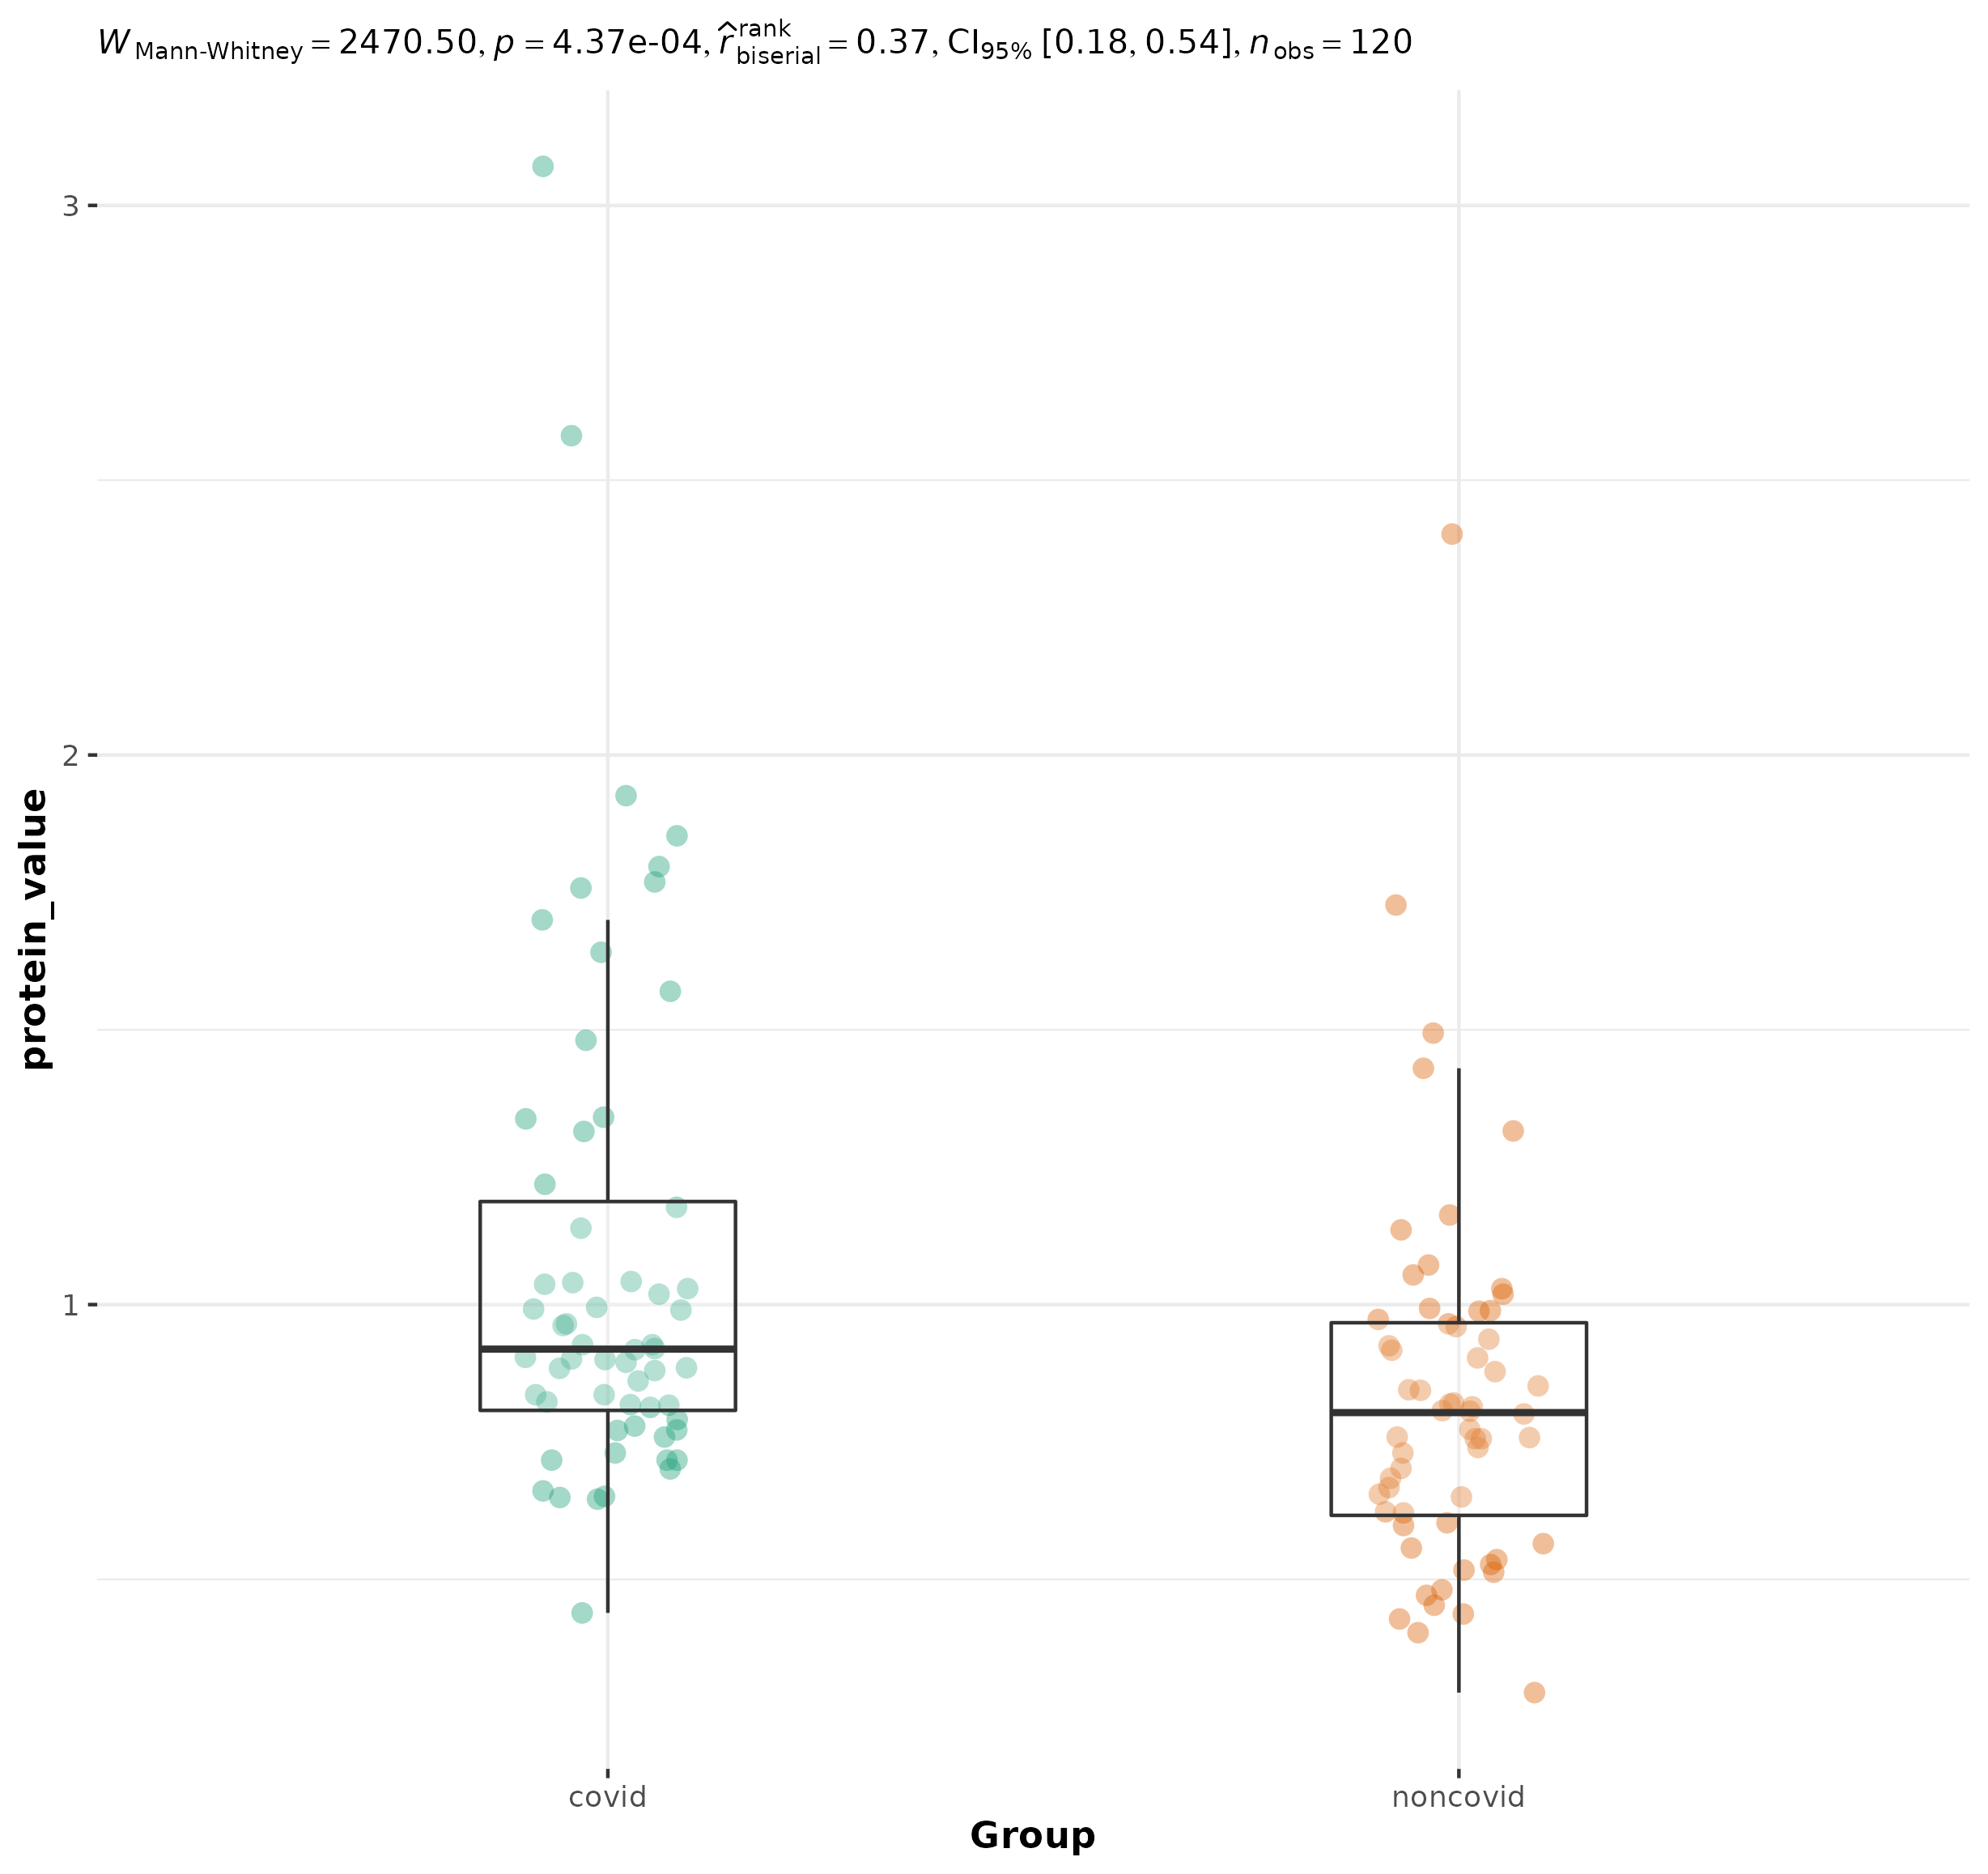 W Mann-Whitney = 2470.50, p = 4.37e-04, r̂ rank biserial = 0.37, CI95% [0.18, 0.54], nobs = 120
3
2
1
protein_value
covid noncovid
Group